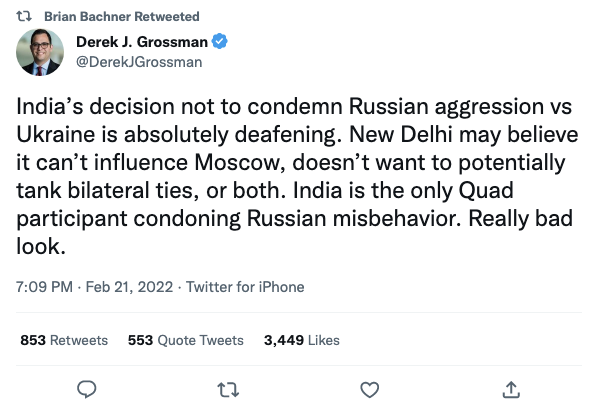 Brian Bachner Retweeted
Derek J. Grossman
@DerekJGrossman
India’s decision not to condemn Russian aggression vs
Ukraine is absolutely deafening. New Delhi may believe
it can’t influence Moscow, doesn’t want to potentially
tank bilateral ties, or both. India is the only Quad
participant condoning Russian misbehavior. Really bad
look.
7:09 PM · Feb 21, 2022 · Twitter for iPhone
853 Retweets 553 Quote Tweets 3,449 Likes